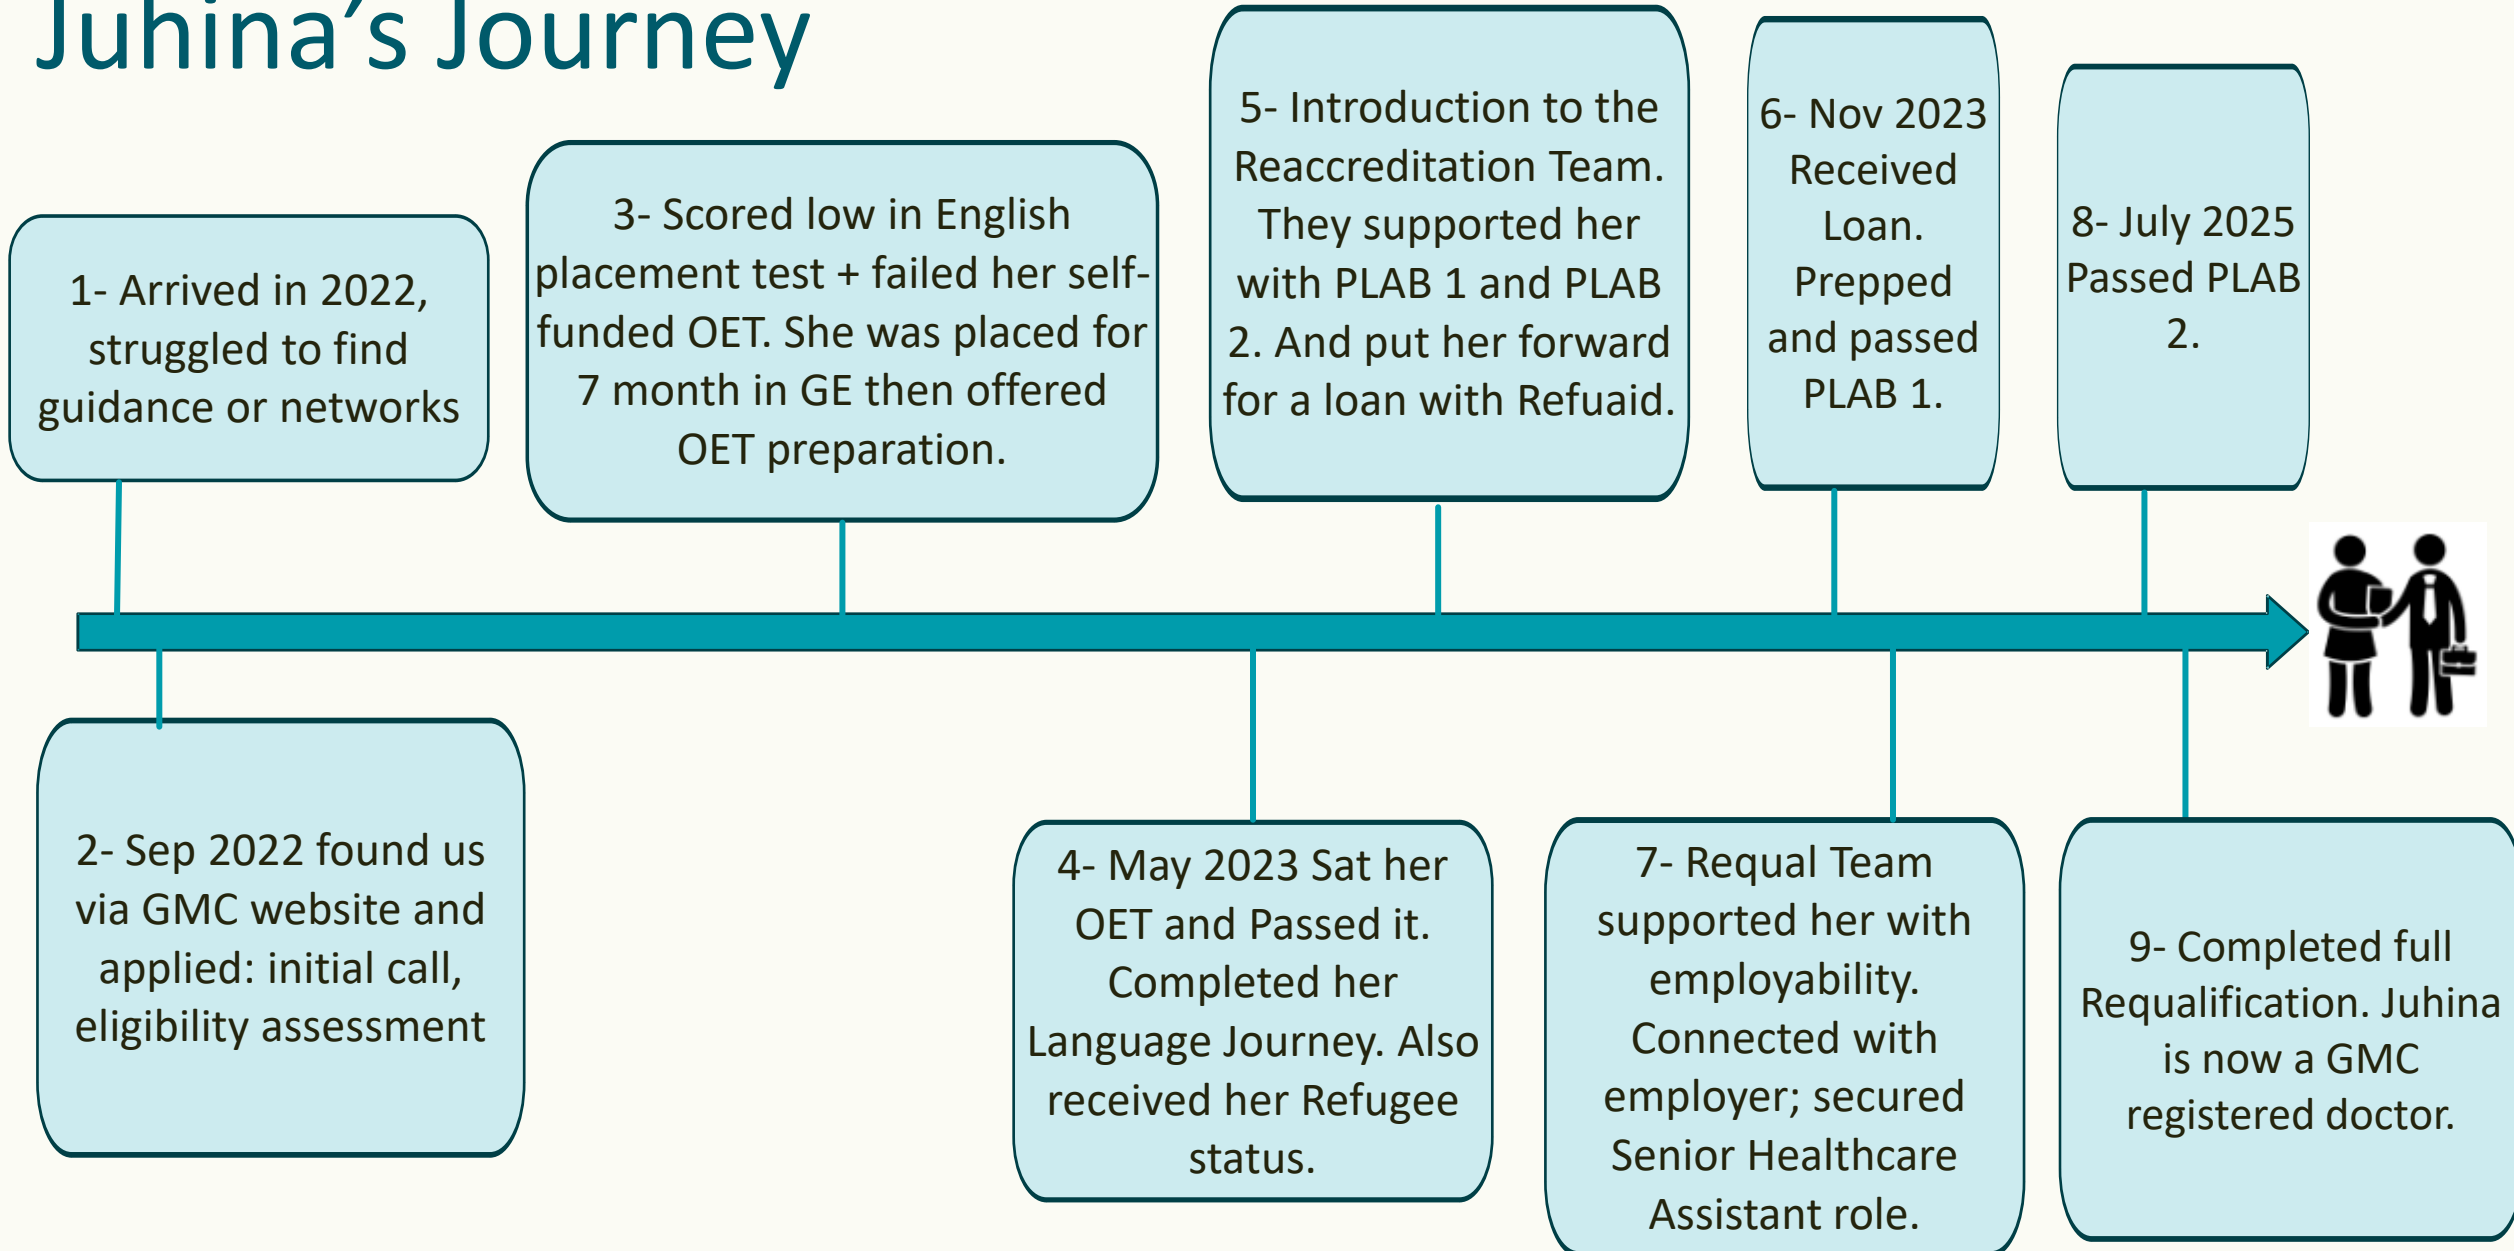 Juhina's Journey
1- Arrived in 2022,
struggled to find
guidance or networks
2- Sep 2022 found us
via GMC website and
applied: initial call,
eligibility assessment
3- Scored low in English
placement test + failed her self-
funded OET. She was placed for
7 month in GE then offered
OET preparation.
4- May 2023 Sat her
OET and Passed it.
Completed her
Language Journey. Also
received her Refugee
status.
5- Introduction to the
Reaccreditation Team.
They supported her
with PLAB 1 and PLAB
2. And put her forward
for a loan with Refuaid.
6- Nov 2023
Received
Loan.
Prepped
and passed
PLAB 1.
7- Requal Team
supported her with
employability.
Connected with
employer; secured
Senior Healthcare
Assistant role.
8- July 2025
Passed PLAB
2.
9- Completed full
Requalification. Juhina
is now a GMC
registered doctor.